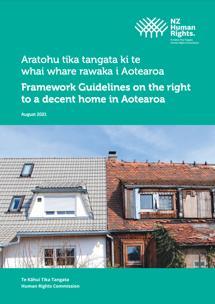 NZ
Human
Rights.
Aratohu tika tangata ki te
whai whare rawaka i Aotearoa
Framework Guidelines on the right
to a decent home in Aotearoa
August 2021
Te Kāhui Tika Tangata
Human Rights Commission